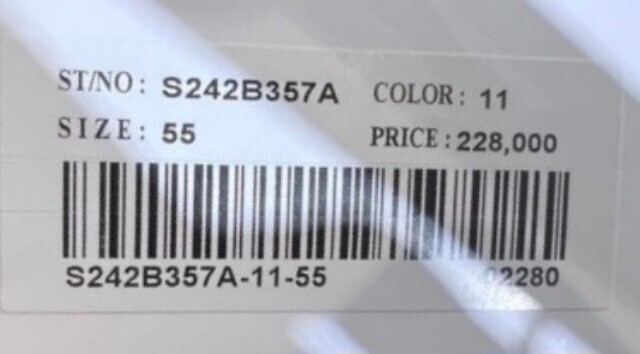 ST/NO: S242B357A COLOR: 11
SIZE: 55 PRICE: 228,000
S242B357A-11-55 02280